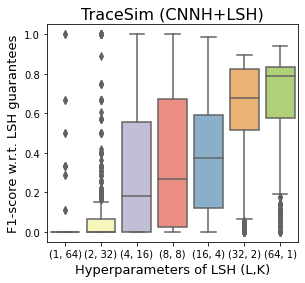 TraceSim (CNNH+LSH)
F1-score w.r.t. LSH guarantees
1.0
0.8
0.6
0.4
0.2
0.0
(1, 64) (2, 32) (4, 16) (8, 8) (16, 4) (32, 2) (64, 1)
Hyperparameters of LSH (L,K)